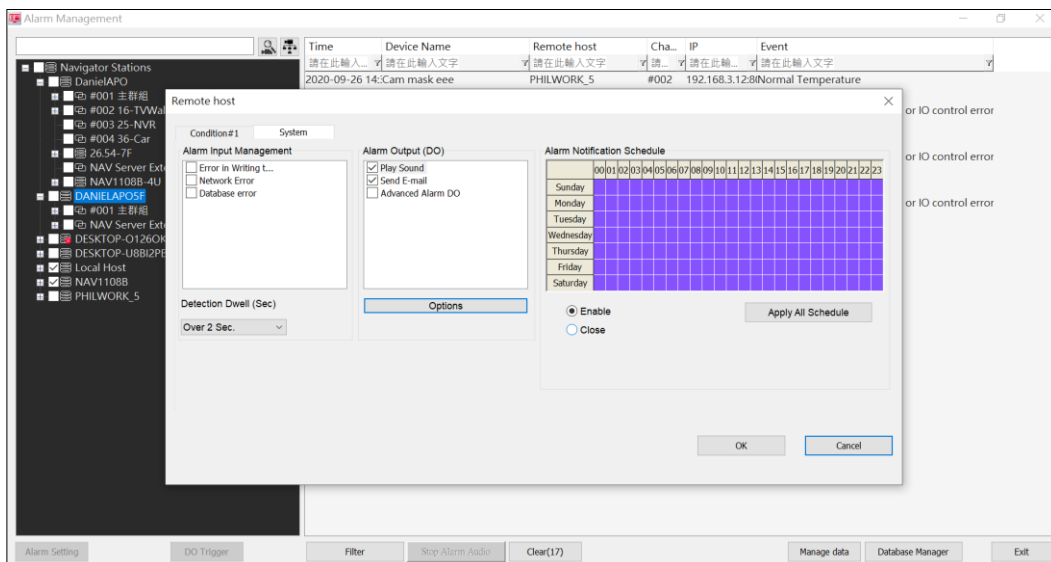 Alarm Management
Time Device Name Remote host Cha... IP Event
請在此輸入... 請在此輸入文字 請在此輸入文字 請... 請在此輸... 請在此輸入文字
2020-09-26 14: Cam mask eee PHILWORK_5 #002 192.168.3.12:8 Normal Temperature
or IO control error
or IO control error
or IO control error
Navigator Stations
DanielAPO
#001 主群組
#002 16-TVWal
#003 25-NVR
#004 36-Car
26.54-7F
NAV Server Ext
NAV1108B-4U
DANIELAPO5F
#001 主群組
NAV Server Ext
DESKTOP-O126OK
DESKTOP-U8BI2PE
Local Host
NAV1108B
PHILWORK_5
Remote host
Condition#1 System
Alarm Input Management
Error in Writing t...
Network Error
Database error
Detection Dwell (Sec)
Over 2 Sec.
Alarm Output (DO)
Play Sound
Send E-mail
Advanced Alarm DO
Options
Alarm Notification Schedule
00 01 02 03 04 05 06 07 08 09 10 11 12 13 14 15 16 17 18 19 20 21 22 23
Sunday
Monday
Tuesday
Wednesday
Thursday
Friday
Saturday
Enable
Close
Apply All Schedule
OK Cancel
Alarm Setting DO Trigger Filter Stop Alarm Audio Clear(17) Manage data Database Manager Exit